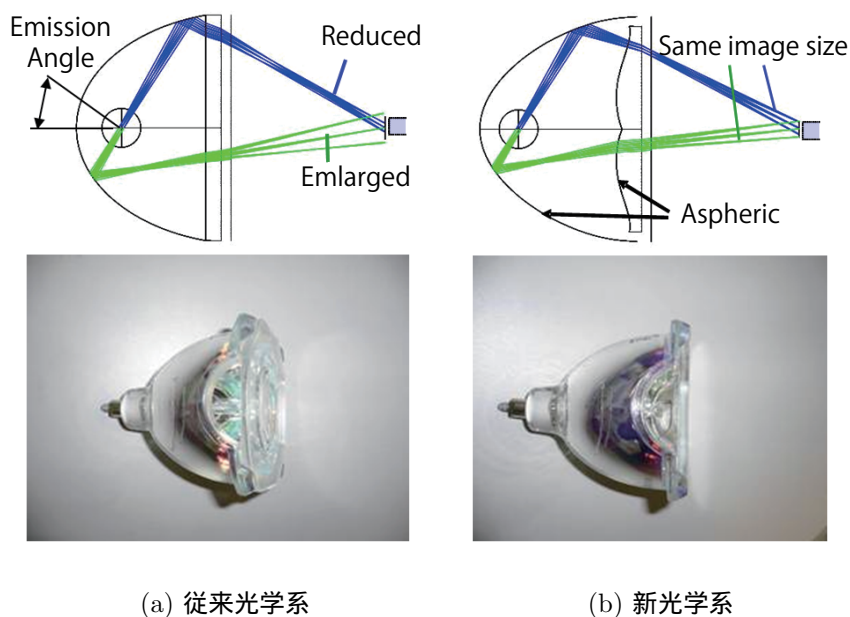 Emission
Angle
Reduced
Emlarged
Same image size
Aspheric
(a) 従来光学系
(b) 新光学系